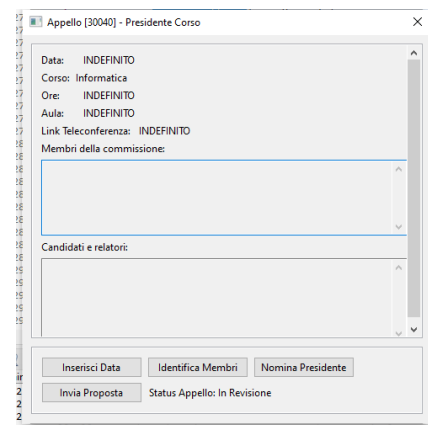 Appello [30040] - Presidente Corso
Data: INDEFINITO
Corso: Informatica
Ore: INDEFINITO
Aula: INDEFINITO
Link Teleconferenza: INDEFINITO
Membri della commissione:
Candidati e relatori:
Inserisci Data Identifica Membri Nomina Presidente
Invia Proposta Status Appello: In Revisione